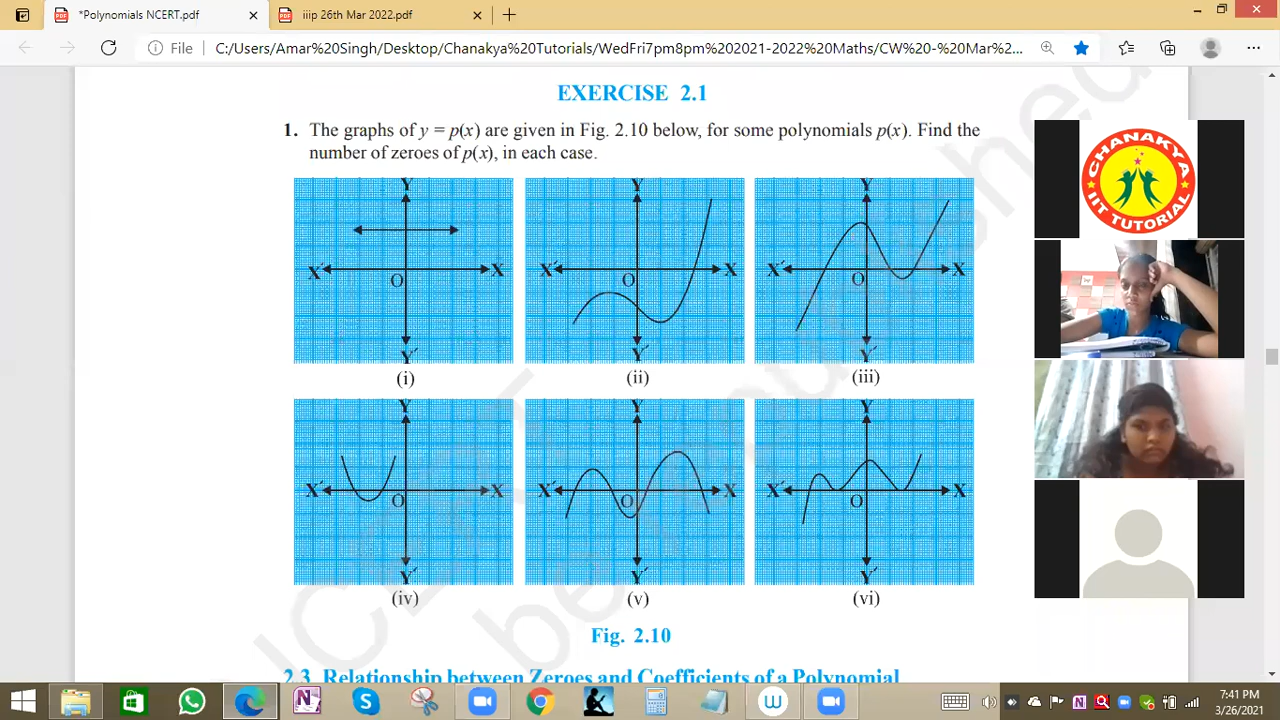 *Polynomials NCERT.pdf
iiip 26th Mar 2022.pdf
File
C:/Users/Amar%20Singh/Desktop/Chanakya%20Tutorials/WedFri7pm8pm%202021-2022%20Maths/CW%20-%20Mar%2...
EXERCISE 2.1
1. The graphs of y = p(x) are given in Fig. 2.10 below, for some polynomials p(x). Find the
number of zeroes of p(x), in each case.
Y Y Y
X′ O X X′ O X X′ O X
Y′ Y′ Y′
(i) (ii) (iii)
Y Y Y
X′ O X X′ O X X′ O X
Y′ Y′ Y′
(iv) (v) (vi)
Fig. 2.10
2.3 Relationship between Zeroes and Coefficients of a Polynomial
CHANAKYA
IIT TUTORIAL
7:41 PM
3/26/2021